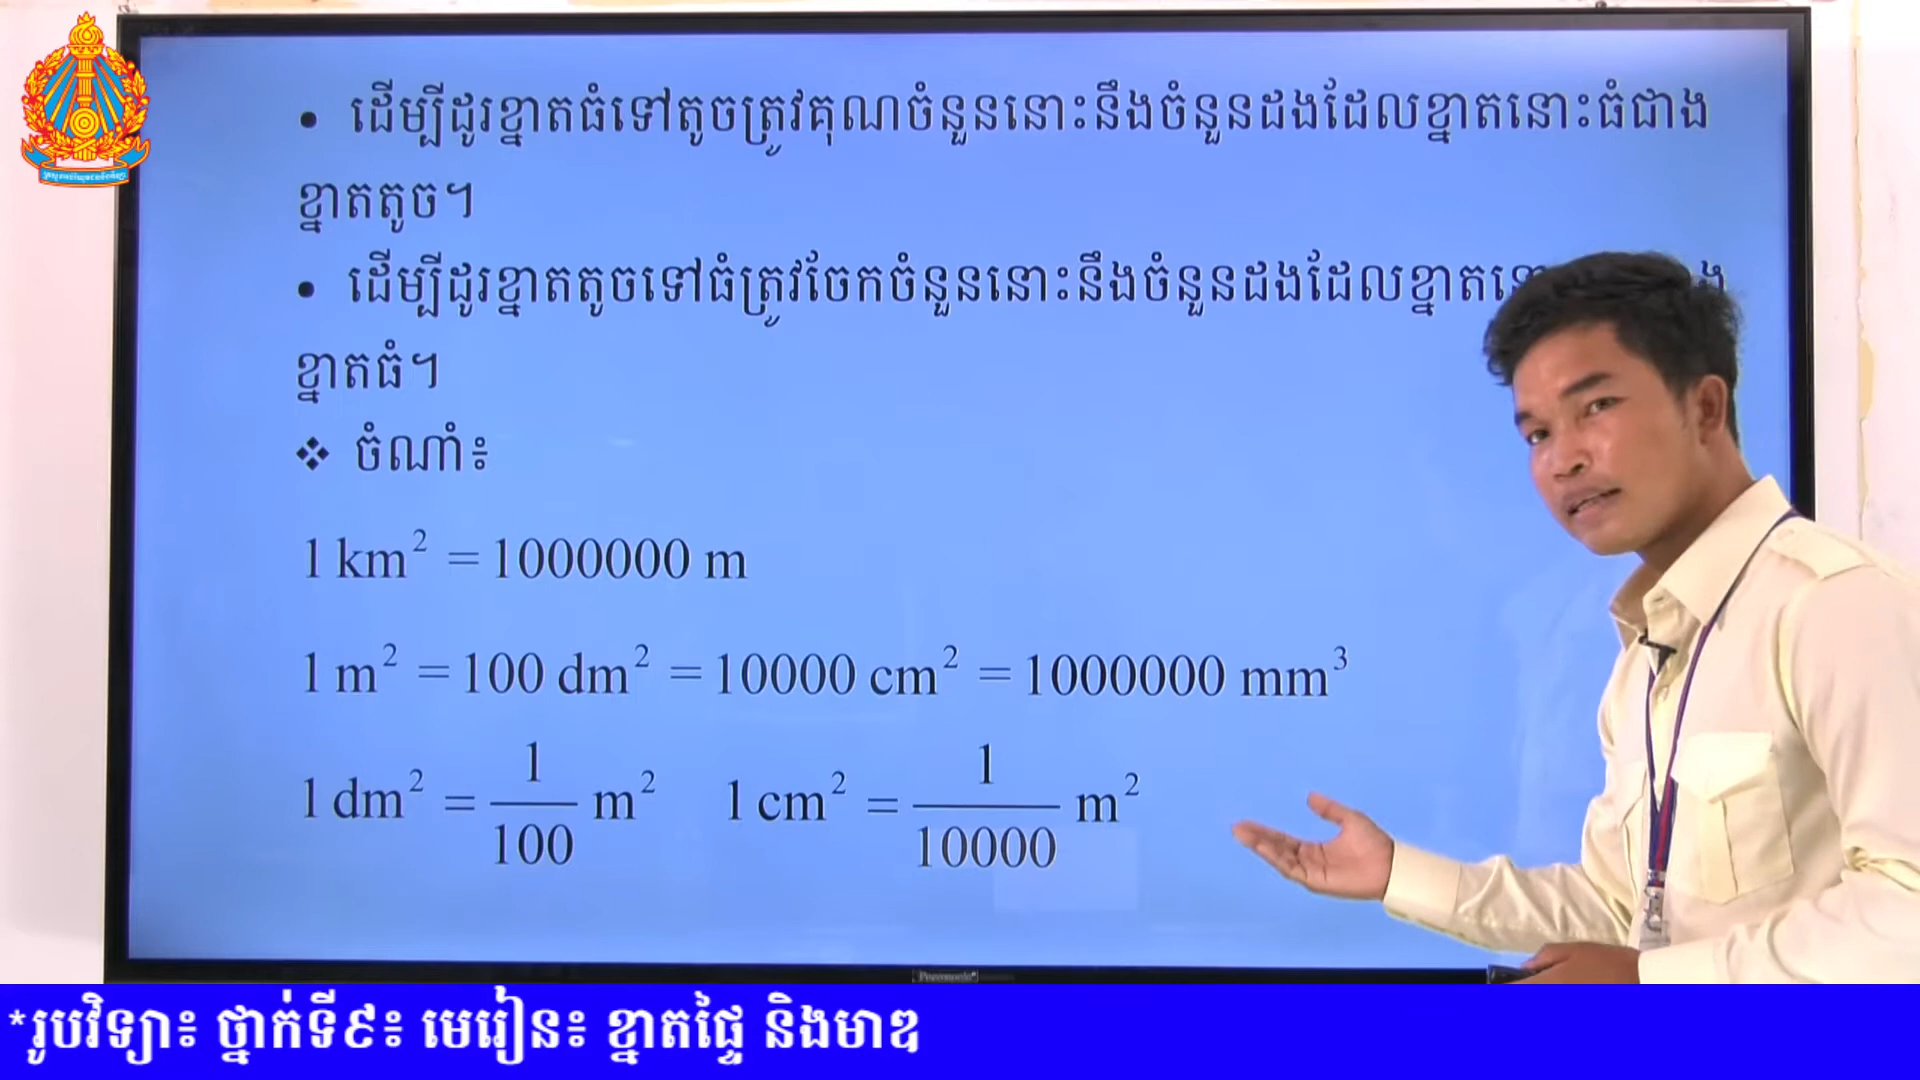 • ដើម្បីដូរខ្នាតធំទៅតូចត្រូវគុណចំនួននោះនឹងចំនួនដងដែលខ្នាតនោះធំជាង
ខ្នាតតូច។
• ដើម្បីដូរខ្នាតតូចទៅធំត្រូវចែកចំនួននោះនឹងចំនួនដងដែលខ្នាត
ខ្នាតធំ។
❖ ចំណាំ៖
1 km² = 1000000 m
1 m² = 100 dm² = 10000 cm² = 1000000 mm³
1 dm² = 1/100 m² 1 cm² = 1/10000 m²
*រូបវិទ្យា៖ ថ្នាក់ទី៩៖ មេរៀន៖ ខ្នាតផ្ទៃ និងមាឌ